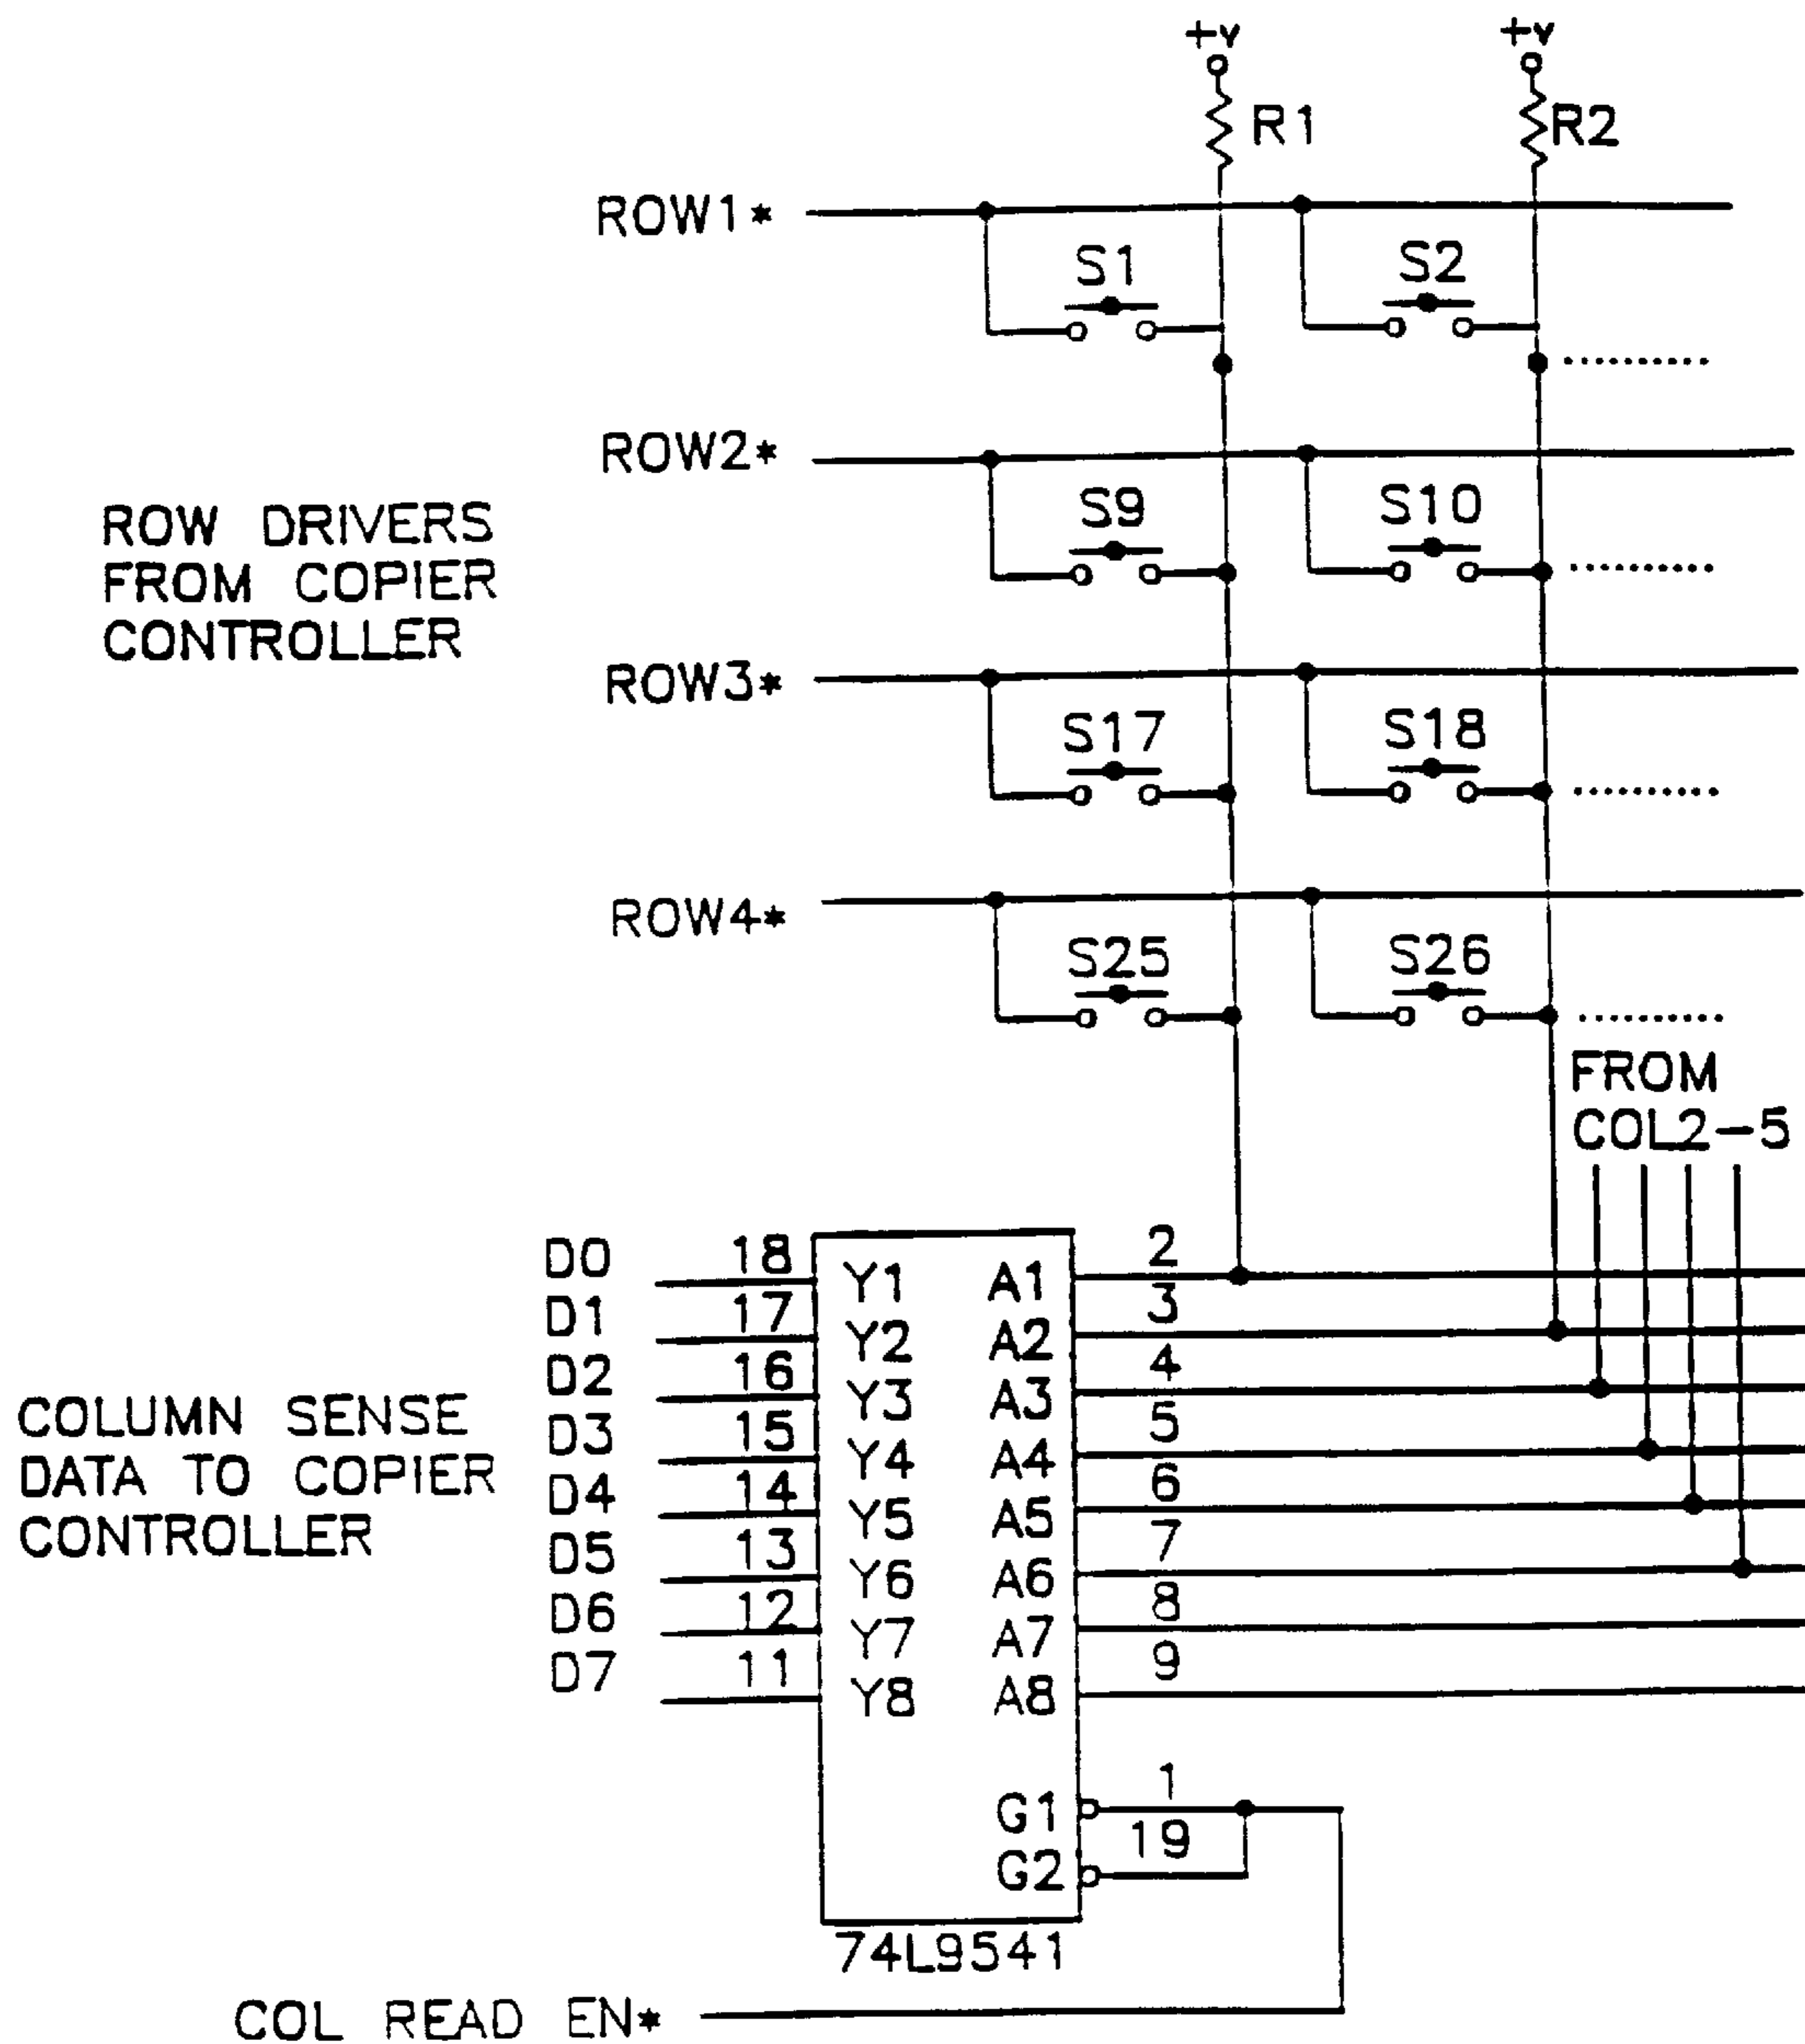 +v +v
R1 R2
ROW1*
S1 S2
ROW2*
S9 S10
ROW DRIVERS
FROM COPIER
CONTROLLER
ROW3*
S17 S18
ROW4*
S25 S26
FROM
COL2-5
D0 18 Y1 A1 2
D1 17 Y2 A2 3
D2 16 Y3 A3 4
D3 15 Y4 A4 5
D4 14 Y5 A5 6
D5 13 Y6 A6 7
D6 12 Y7 A7 8
D7 11 Y8 A8 9
COLUMN SENSE
DATA TO COPIER
CONTROLLER
G1 1
G2 19
74L9541
COL READ EN*